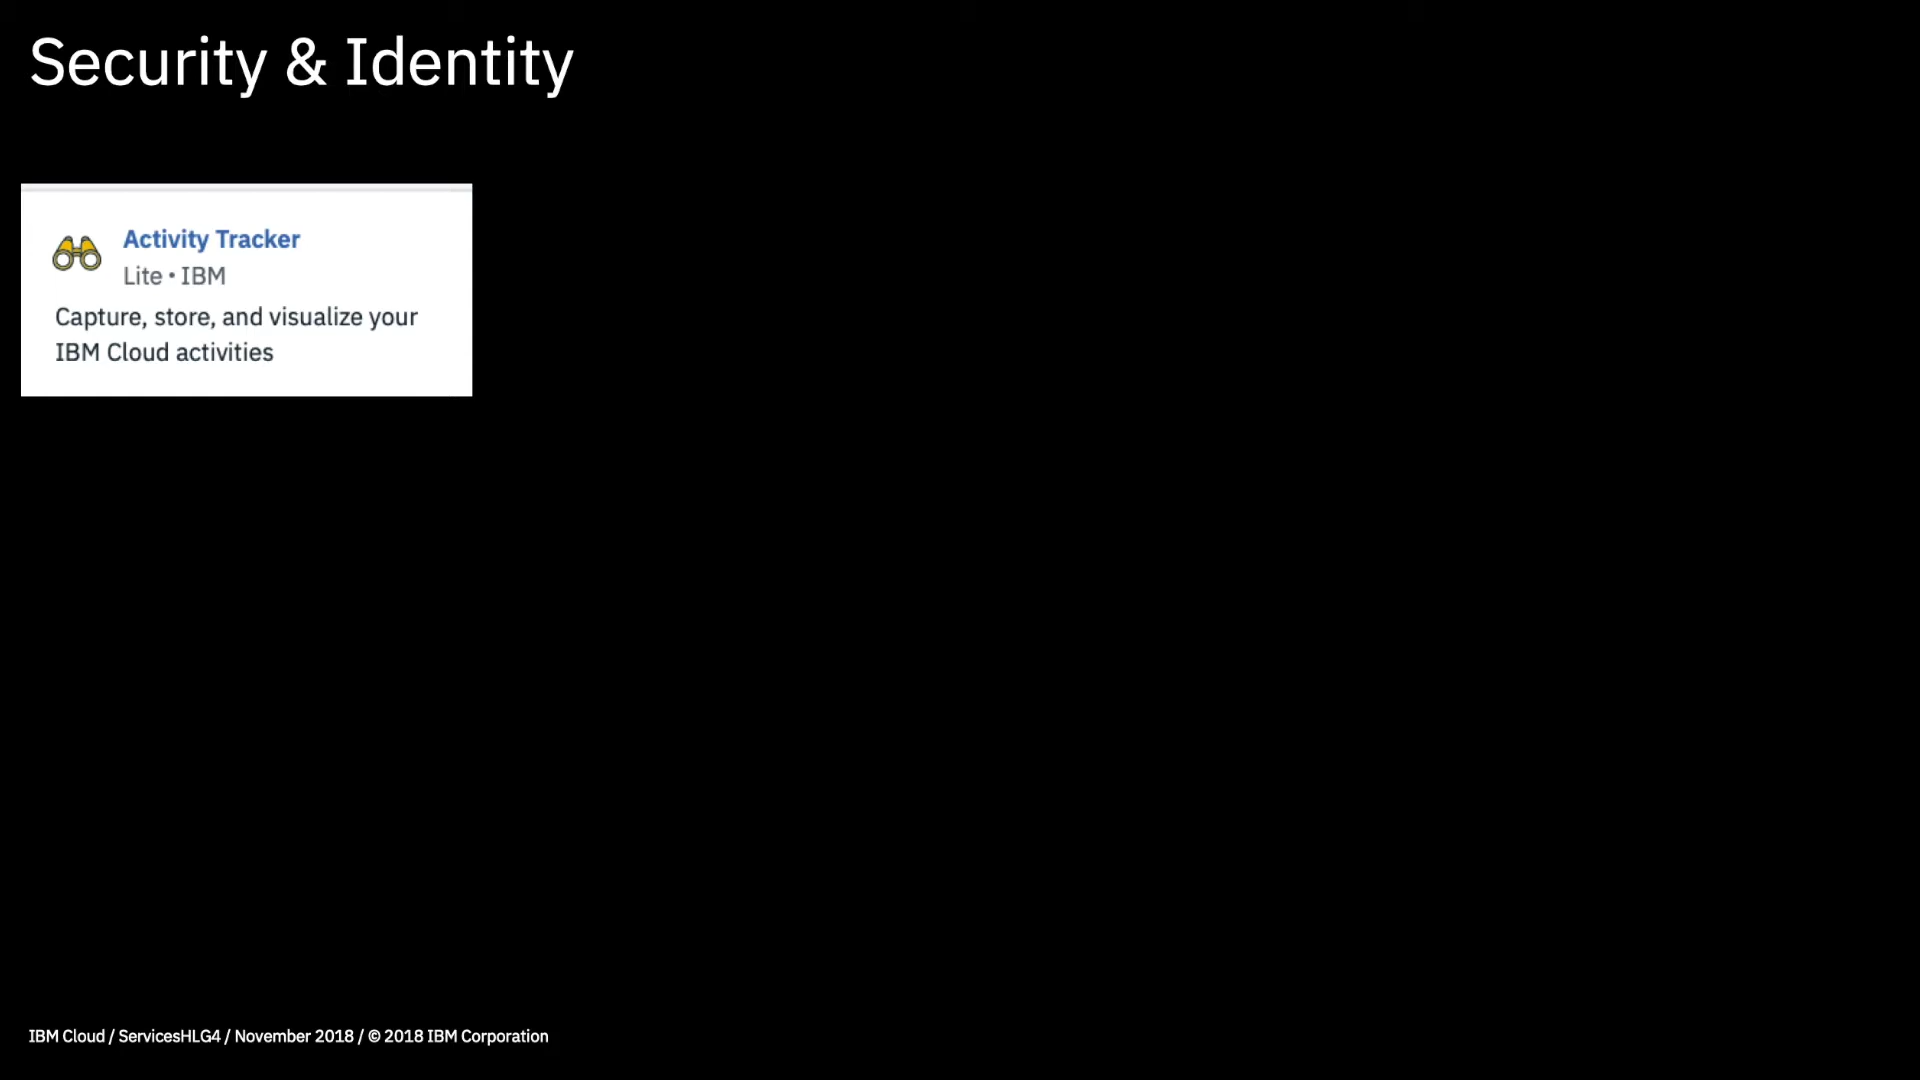 Security & Identity
Activity Tracker
Lite • IBM
Capture, store, and visualize your
IBM Cloud activities
IBM Cloud / ServicesHLG4 / November 2018 / © 2018 IBM Corporation